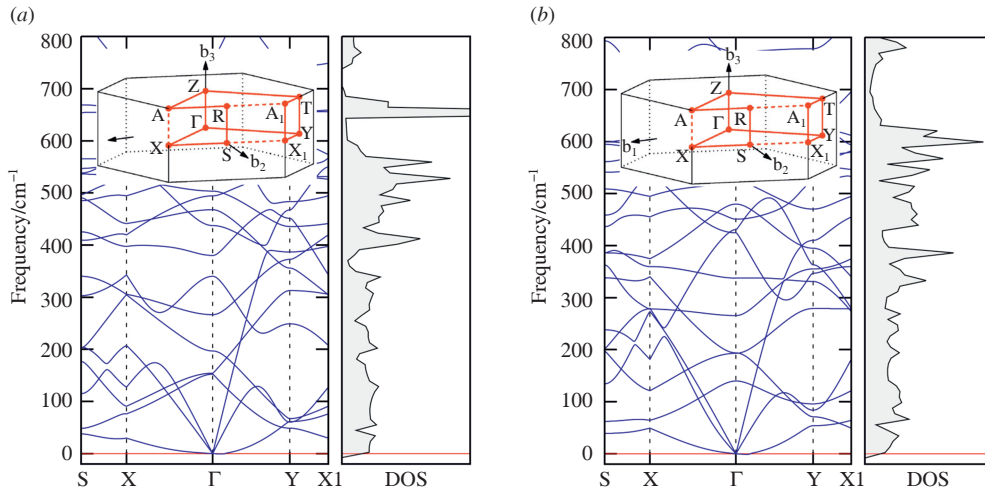 (a)
800
700
600
500
400
300
200
100
0
Frequency/cm⁻¹
b₃
Z
A
R
A₁
T
Γ
Y
X
S
X₁
b₂
S
X
Γ
Y
X1
DOS
(b)
800
700
600
500
400
300
200
100
0
Frequency/cm⁻¹
b₃
Z
A
R
A₁
T
Γ
Y
b₁
X
S
X₁
b₂
S
X
Γ
Y
X1
DOS